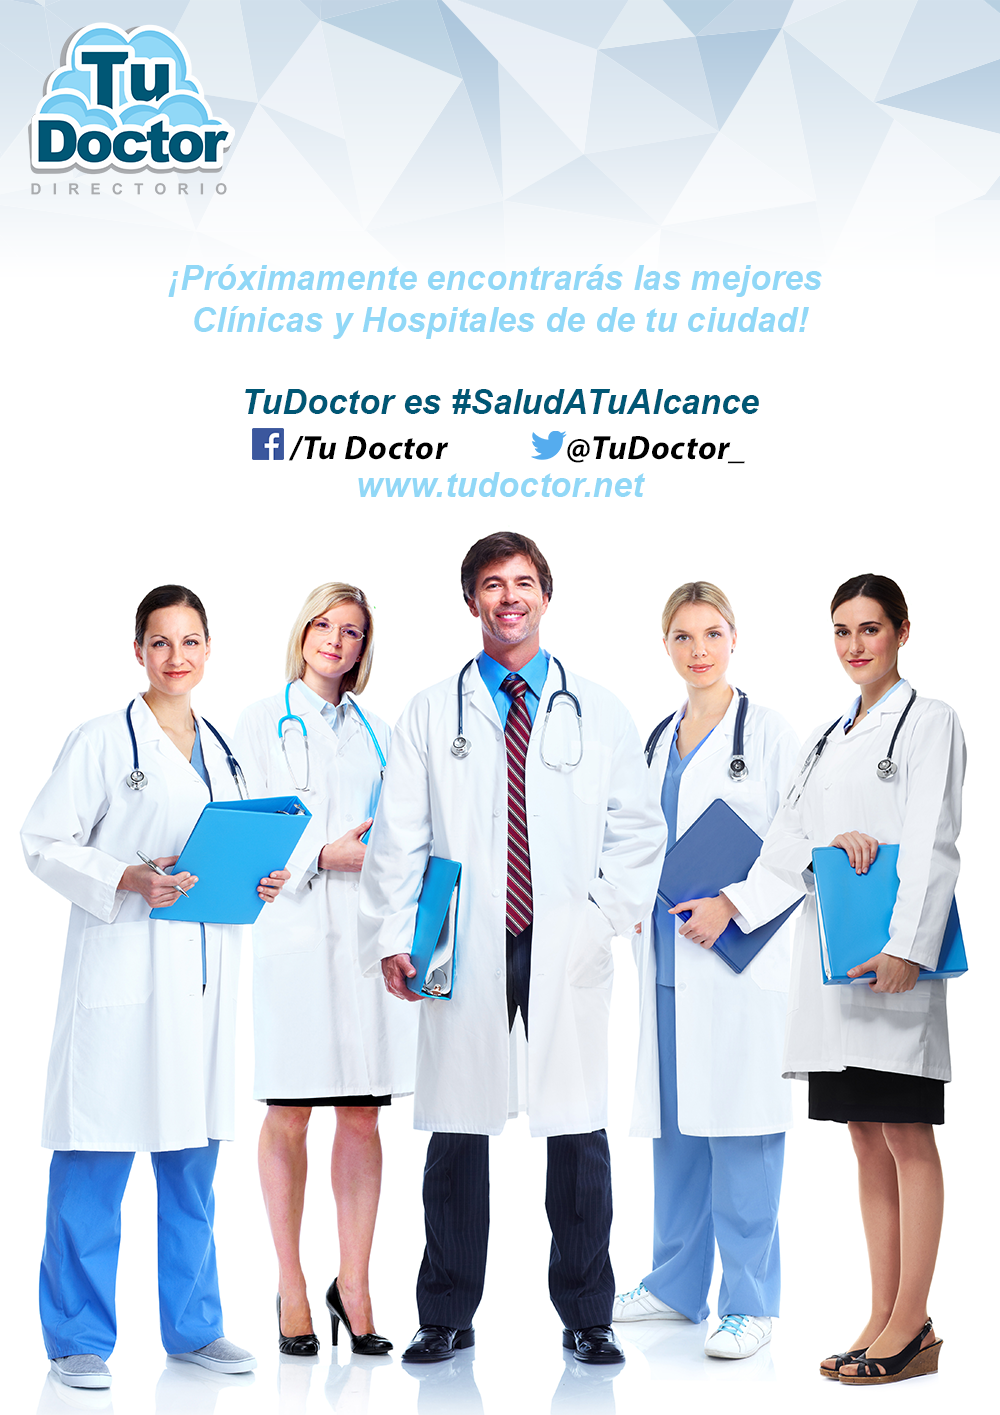 Tu
Doctor
DIRECTORIO
¡Próximamente encontrarás las mejores
Clínicas y Hospitales de de tu ciudad!
TuDoctor es #SaludATuAlcance
/Tu Doctor @TuDoctor_
www.tudoctor.net